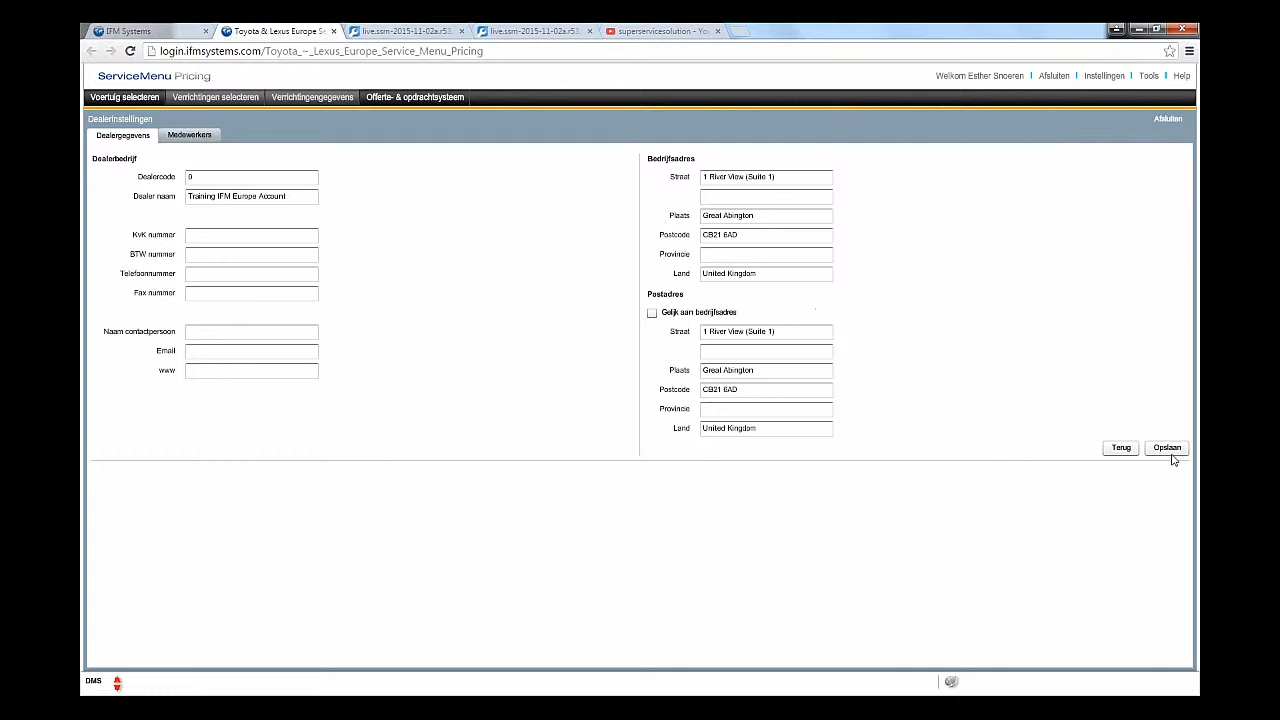 IFM Systems
Toyota & Lexus Europe Se
live.ssm-2015-11-02a.r53
live.ssm-2015-11-02a.r53
superservicesolution - You
login.ifmsystems.com/Toyota_~_Lexus_Europe_Service_Menu_Pricing
ServiceMenu Pricing
Welkom Esther Snoeren | Afsluiten | Instellingen | Tools | Help
Voertuig selecteren
Verrichtingen selecteren
Verrichtingengegevens
Offerte- & opdrachtsysteem
Dealerinstellingen
Afsluiten
Dealergegevens
Medewerkers
Dealerbedrijf
Dealercode 0
Dealer naam Training IFM Europe Account
KvK nummer
BTW nummer
Telefoonnummer
Fax nummer
Naam contactpersoon
Email
www
Bedrijfsadres
Straat 1 River View (Suite 1)
Plaats Great Abington
Postcode CB21 6AD
Provincie
Land United Kingdom
Postadres
Gelijk aan bedrijfsadres
Straat 1 River View (Suite 1)
Plaats Great Abington
Postcode CB21 6AD
Provincie
Land United Kingdom
Terug
Opslaan
DMS